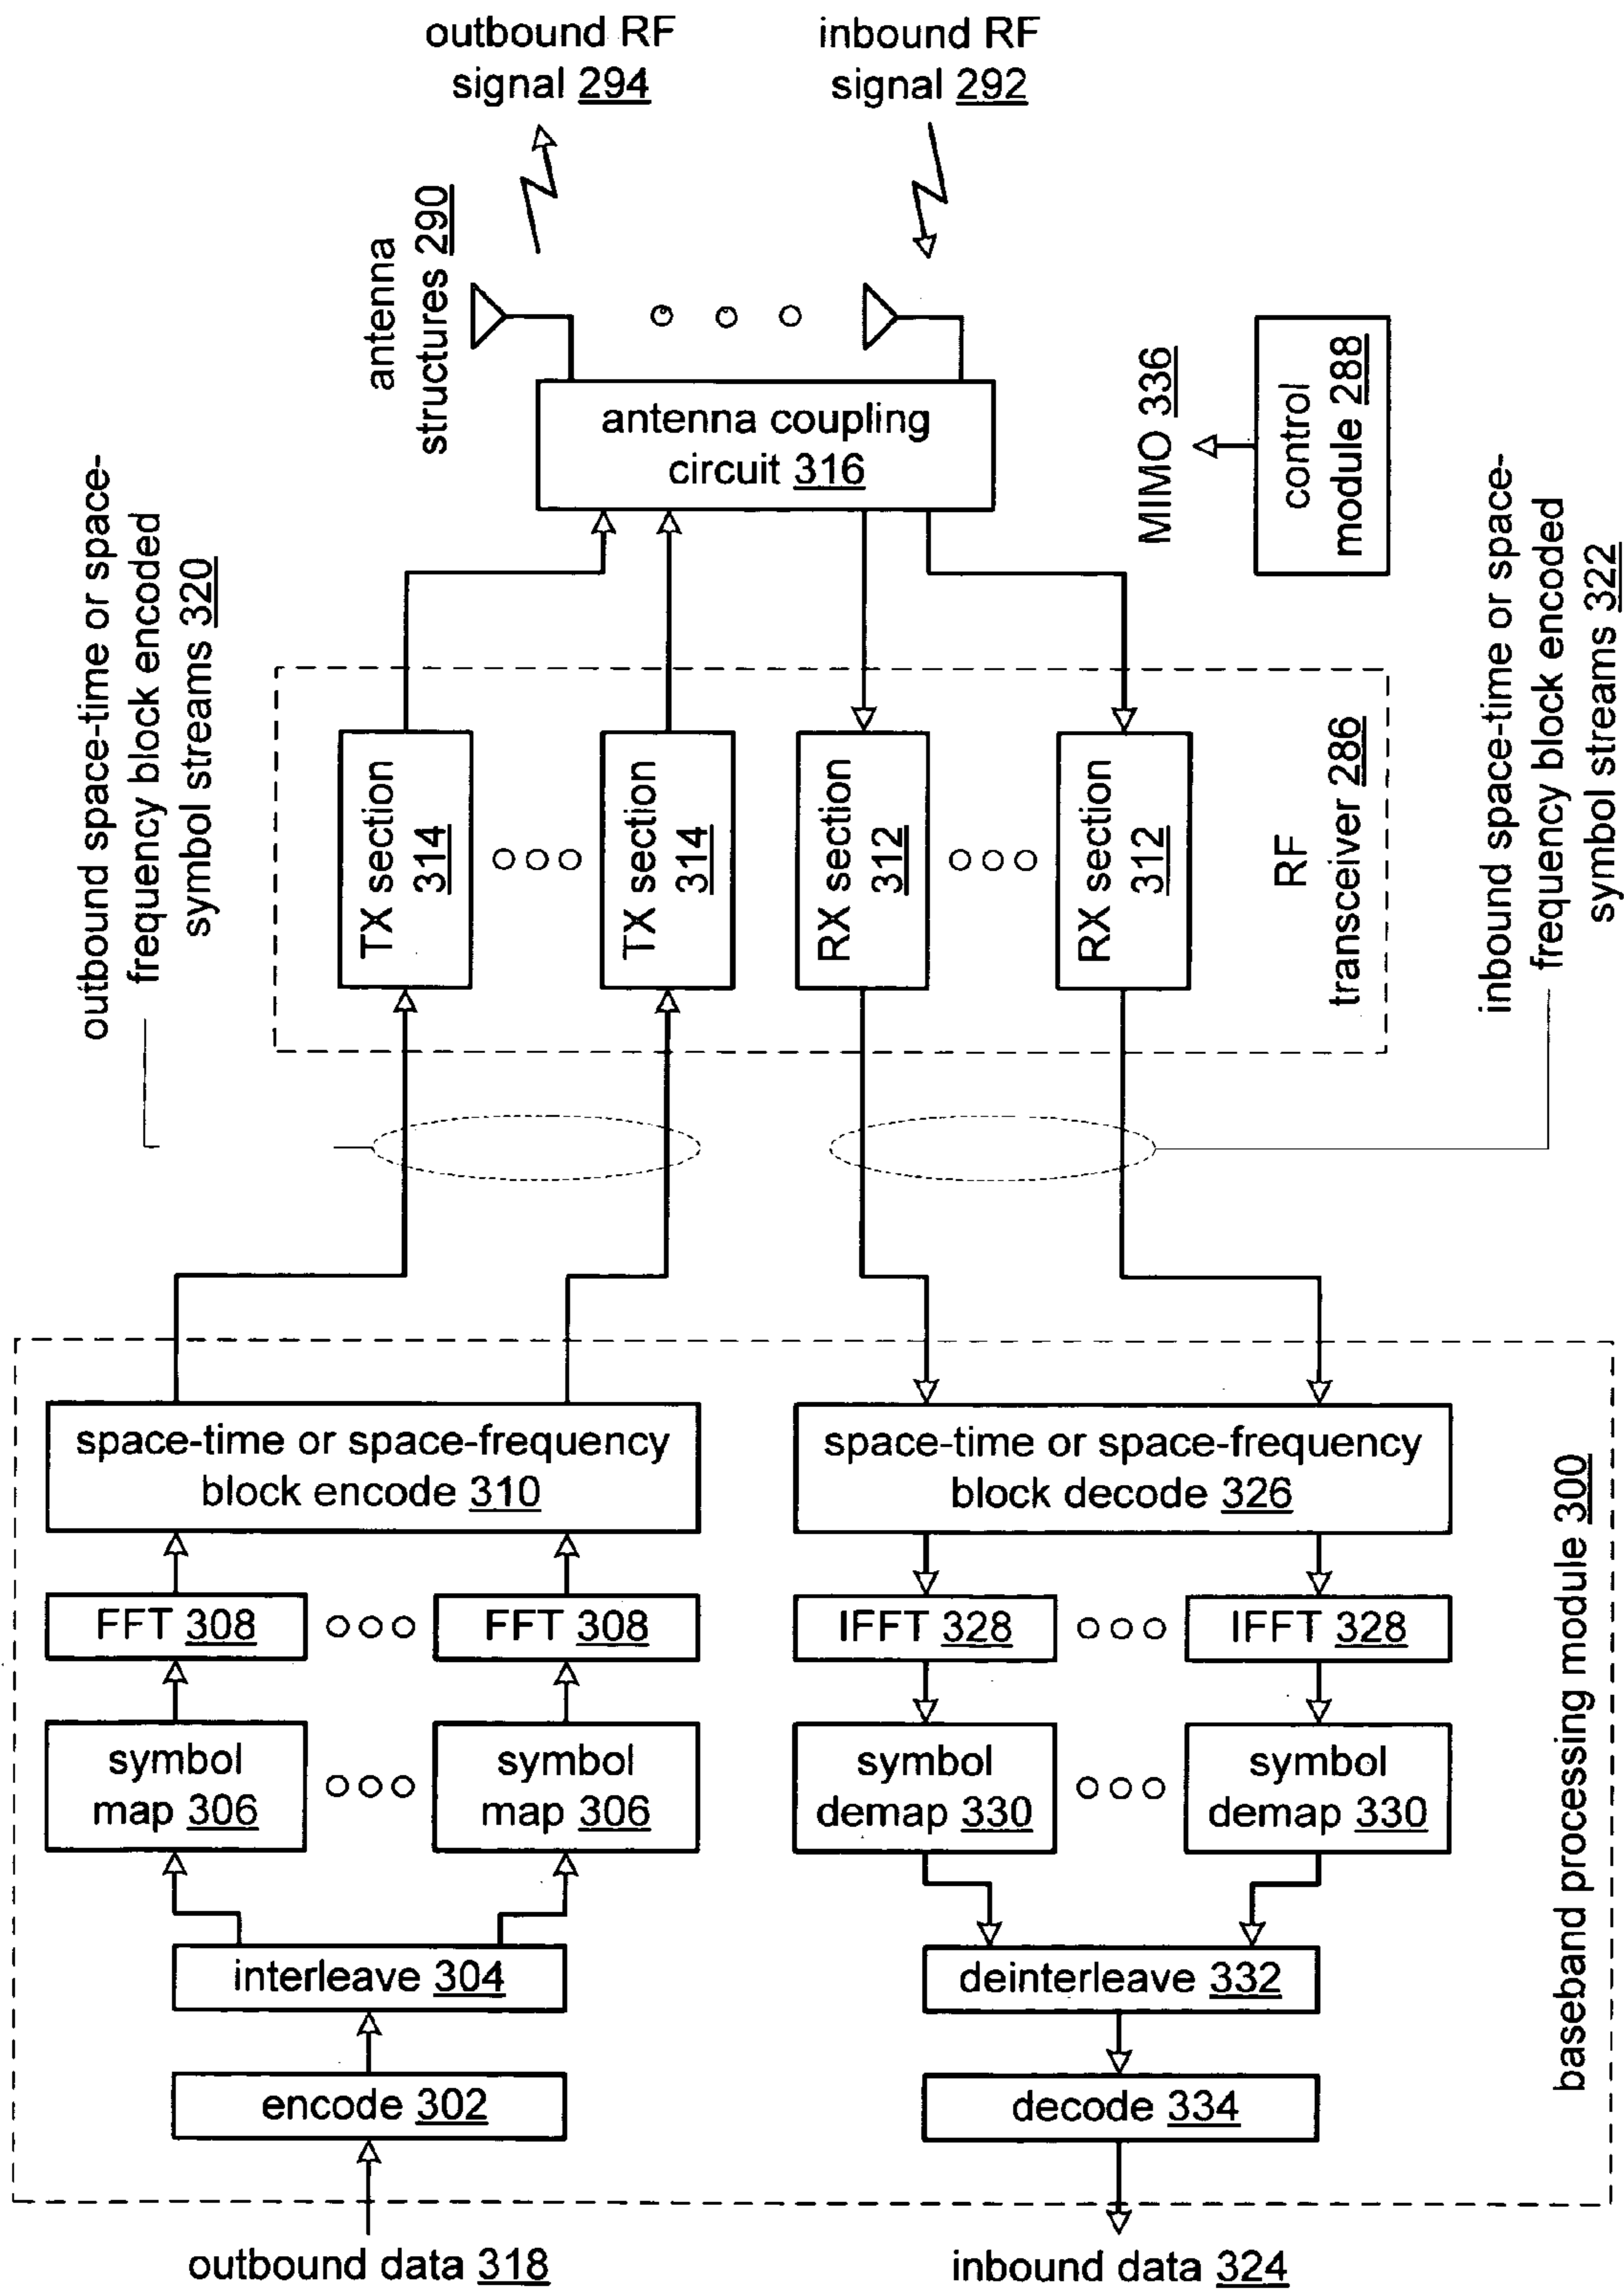 outbound RF
signal 294
inbound RF
signal 292
antenna
structures 290
antenna coupling
circuit 316
MIMO 336
control
module 288
outbound space-time or space-
frequency block encoded
symbol streams 320
inbound space-time or space-
frequency block encoded
symbol streams 322
TX section
314
TX section
314
RX section
312
RX section
312
RF
transceiver 286
space-time or space-frequency
block encode 310
space-time or space-frequency
block decode 326
FFT 308
FFT 308
IFFT 328
IFFT 328
symbol
map 306
symbol
map 306
symbol
demap 330
symbol
demap 330
interleave 304
deinterleave 332
encode 302
decode 334
baseband processing module 300
outbound data 318
inbound data 324